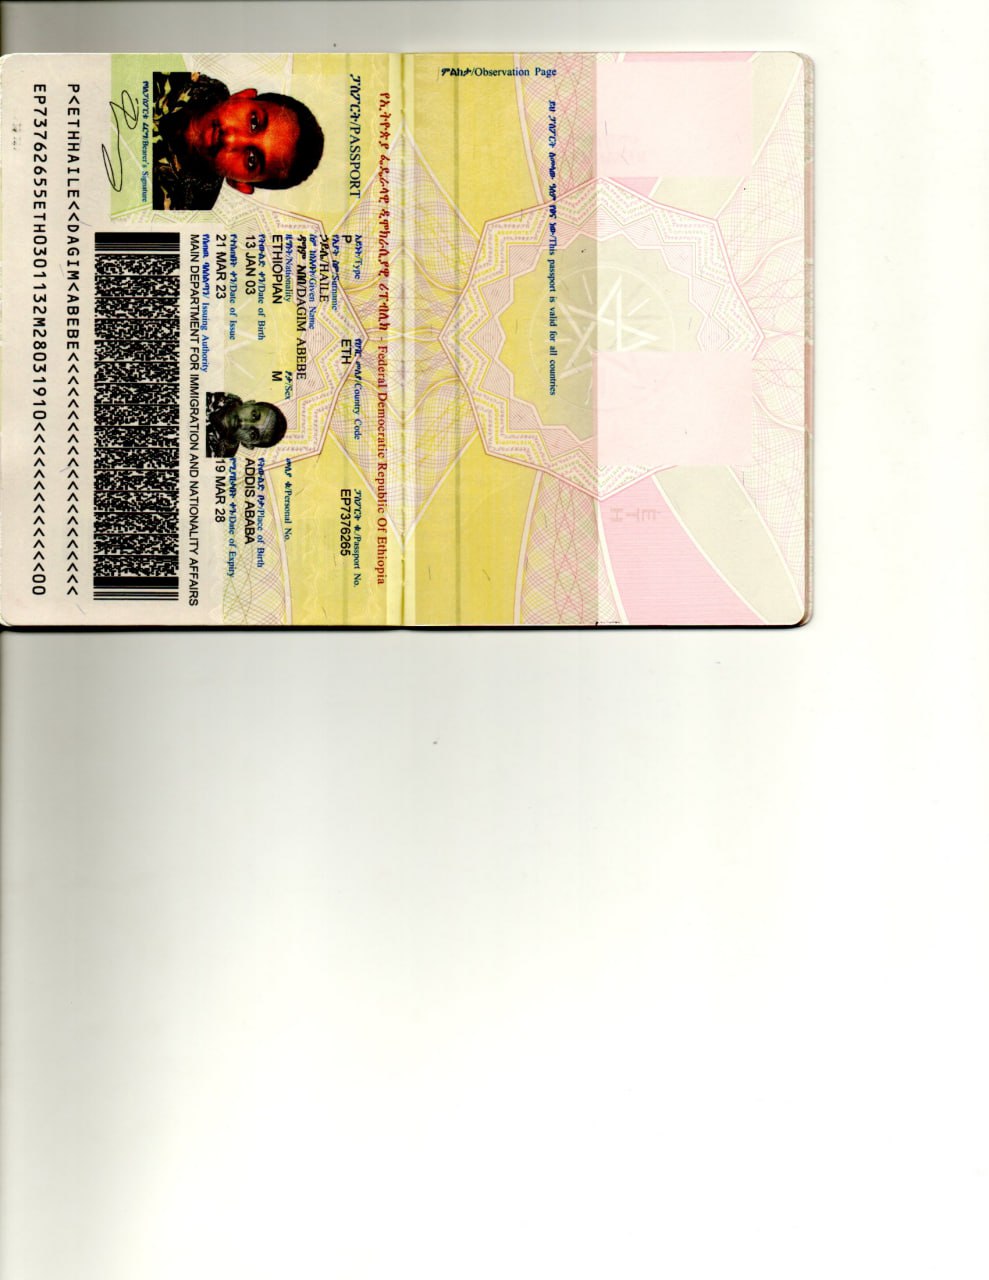 ይህ ፓስፖርት ለመላው ዓለም የፀና ነው/This passport is valid for all countries
ምልከታ/Observation Page
የኢትዮጵያ ፌዴራላዊ ዲሞክራሲያዊ ሪፐብሊክ - Federal Democratic Republic Of Ethiopia
ፓስፖርት/PASSPORT
ዓይነት/Type የሀገር መለያ/Country Code ፓስፖርት ቁ./Passport No.
P ETH EP7376265
የአያት ስም/Surname
ኃይሌ/HAILE
ስም ከነአባት/Given Name
ዳግም አበበ/DAGIM ABEBE
ዜግነት/Nationality ፆታ/Sex መለያ ቁ/Personal No.
ETHIOPIAN M
የትውልድ ቀን/Date of Birth የትውልድ ቦታ/Place of Birth
13 JAN 03 ADDIS ABABA
የተሰጠበት ቀን/Date of Issue የሚያበቃበት ቀን/Date of Expiry
21 MAR 23 19 MAR 28
የሰጠዉ ባለስልጣን/ Issuing Authority
MAIN DEPARTMENT FOR IMMIGRATION AND NATIONALITY AFFAIRS
የባለፓስፖርቱ ፊርማ/Bearer's Signature
P<ETHHAILE<<DAGIM<ABEBE<<<<<<<<<<<<<<<<<<<<<
EP73762655ETH0301132M28031910<<<<<<<<<<<<<00
ETH